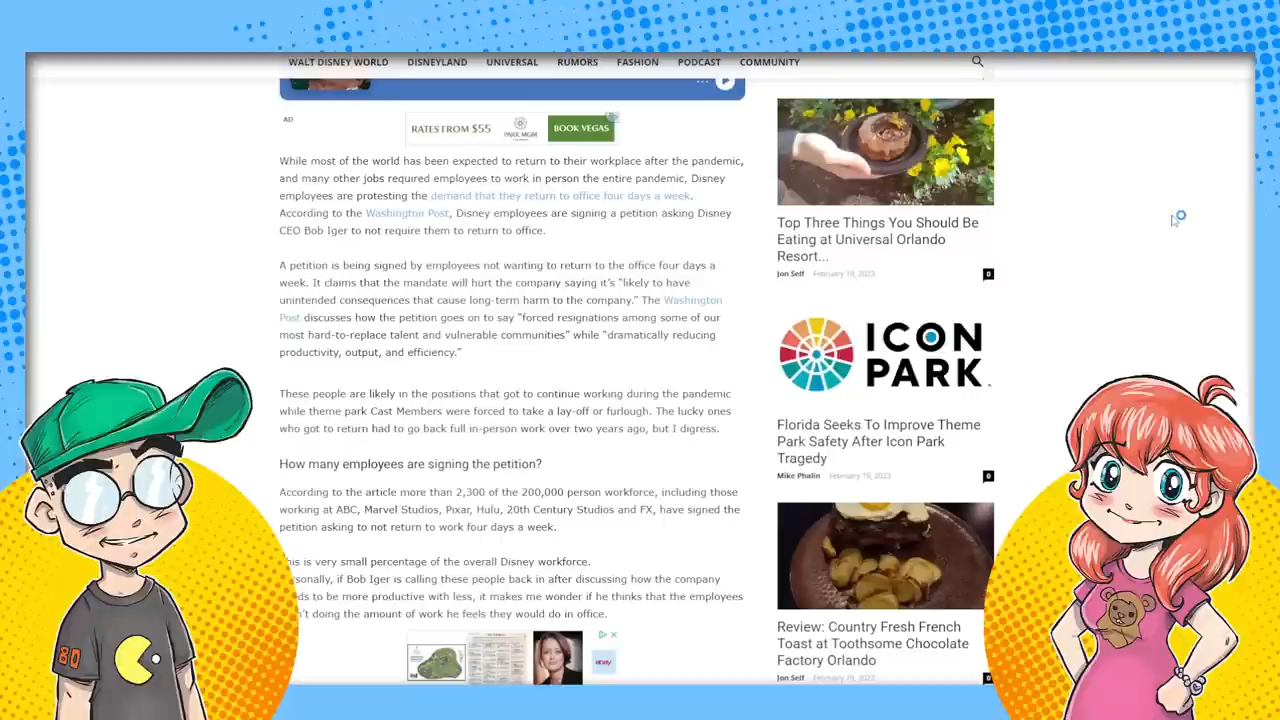 WALT DISNEY WORLD DISNEYLAND UNIVERSAL RUMORS FASHION PODCAST COMMUNITY
AD
RATES FROM $55 PARK MGM BOOK VEGAS
While most of the world has been expected to return to their workplace after the pandemic,
and many other jobs required employees to work in person the entire pandemic, Disney
employees are protesting the demand that they return to office four days a week.
According to the Washington Post, Disney employees are signing a petition asking Disney
CEO Bob Iger to not require them to return to office.
A petition is being signed by employees not wanting to return to the office four days a
week. It claims that the mandate will hurt the company saying it's “likely to have
unintended consequences that cause long-term harm to the company.” The Washington
Post discusses how the petition goes on to say “forced resignations among some of our
most hard-to-replace talent and vulnerable communities” while “dramatically reducing
productivity, output, and efficiency.”
These people are likely in the positions that got to continue working during the pandemic
while theme park Cast Members were forced to take a lay-off or furlough. The lucky ones
who got to return had to go back full in-person work over two years ago, but I digress.
How many employees are signing the petition?
According to the article more than 2,300 of the 200,000 person workforce, including those
working at ABC, Marvel Studios, Pixar, Hulu, 20th Century Studios and FX, have signed the
petition asking to not return to work four days a week.
his is very small percentage of the overall Disney workforce.
rsonally, if Bob Iger is calling these people back in after discussing how the company
ds to be more productive with less, it makes me wonder if he thinks that the employees
n't doing the amount of work he feels they would do in office.
ebay
Top Three Things You Should Be
Eating at Universal Orlando
Resort...
Jon Self February 19, 2023 0
ICON
PARK
Florida Seeks To Improve Theme
Park Safety After Icon Park
Tragedy
Mike Phalin February 19, 2023 0
Review: Country Fresh French
Toast at Toothsome Chocolate
Factory Orlando
Jon Self February 19, 2023 0
80